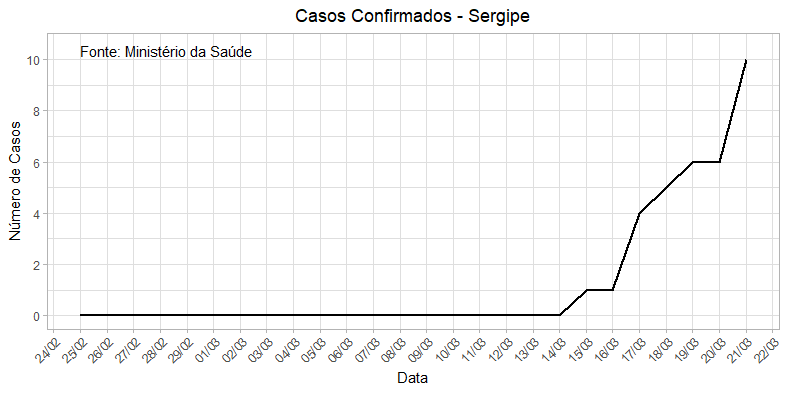 Casos Confirmados - Sergipe
Fonte: Ministério da Saúde
Número de Casos
10
8
6
4
2
0
24/02 25/02 26/02 27/02 28/02 29/02 01/03 02/03 03/03 04/03 05/03 06/03 07/03 08/03 09/03 10/03 11/03 12/03 13/03 14/03 15/03 16/03 17/03 18/03 19/03 20/03 21/03 22/03
Data